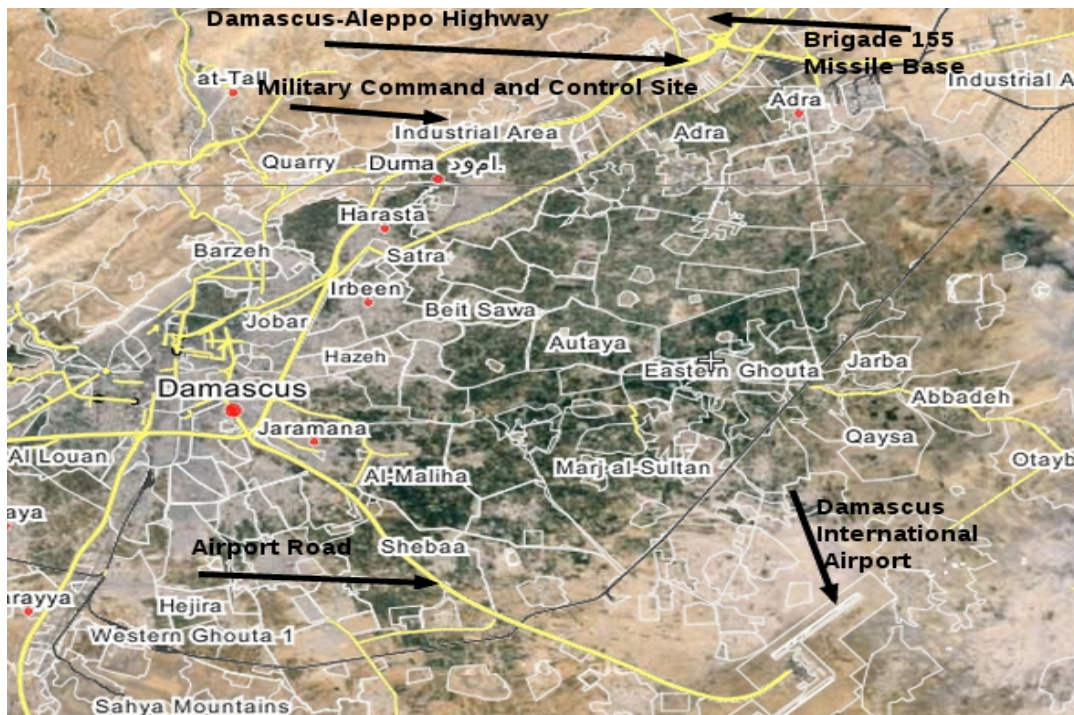 Damascus-Aleppo Highway
Brigade 155
Missile Base
at-Tall
Military Command and Control Site
Industrial A
Adra
Industrial Area
Adra
Quarry
Duma دوما.
Harasta
Barzeh
Satra
Irbeen
Beit Sawa
Jobar
Hazeh
Autaya
Eastern Ghouta
Jarba
Damascus
Abbadeh
Jaramana
Qaysa
Al Louan
Al-Maliha
Marj-al-Sultan
Otayb
Damascus
International
Airport
aya
Airport Road
Shebaa
arayya
Hejira
Western Ghouta 1
Sahya Mountains